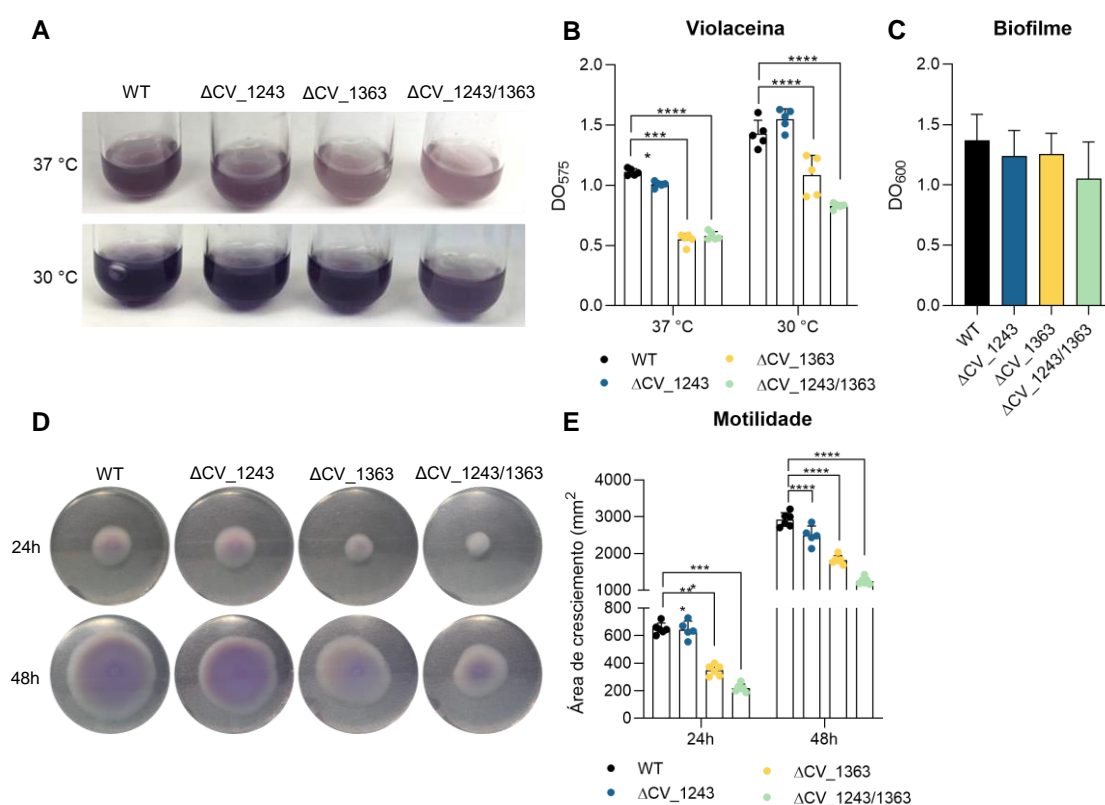 A
WT ΔCV_1243 ΔCV_1363 ΔCV_1243/1363
37 °C
30 °C
B
Violaceina
DO575
2.0
1.5
1.0
0.5
0.0
****
***
*
****
****
37 °C 30 °C
WT
ΔCV_1243
ΔCV_1363
ΔCV_1243/1363
C
Biofilme
DO600
2.0
1.5
1.0
0.5
0.0
WT
ΔCV_1243
ΔCV_1363
ΔCV_1243/1363
D
WT ΔCV_1243 ΔCV_1363 ΔCV_1243/1363
24h
48h
E
Motilidade
Área de cresciemento (mm2
4000
3000
2000
1000
800
600
400
200
0
***
***
*
****
****
****
24h 48h
WT
ΔCV_1243
ΔCV_1363
ΔCV_1243/1363